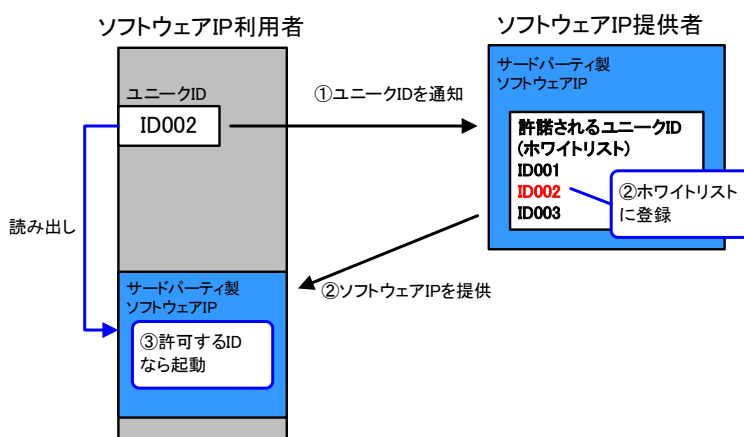 ソフトウェアIP利用者
ソフトウェアIP提供者
ユニークID
ID002
①ユニークIDを通知
サードパーティ製
ソフトウェアIP
許諾されるユニークID
(ホワイトリスト)
ID001
ID002
ID003
②ホワイトリスト
に登録
読み出し
②ソフトウェアIPを提供
サードパーティ製
ソフトウェアIP
③許可するID
なら起動